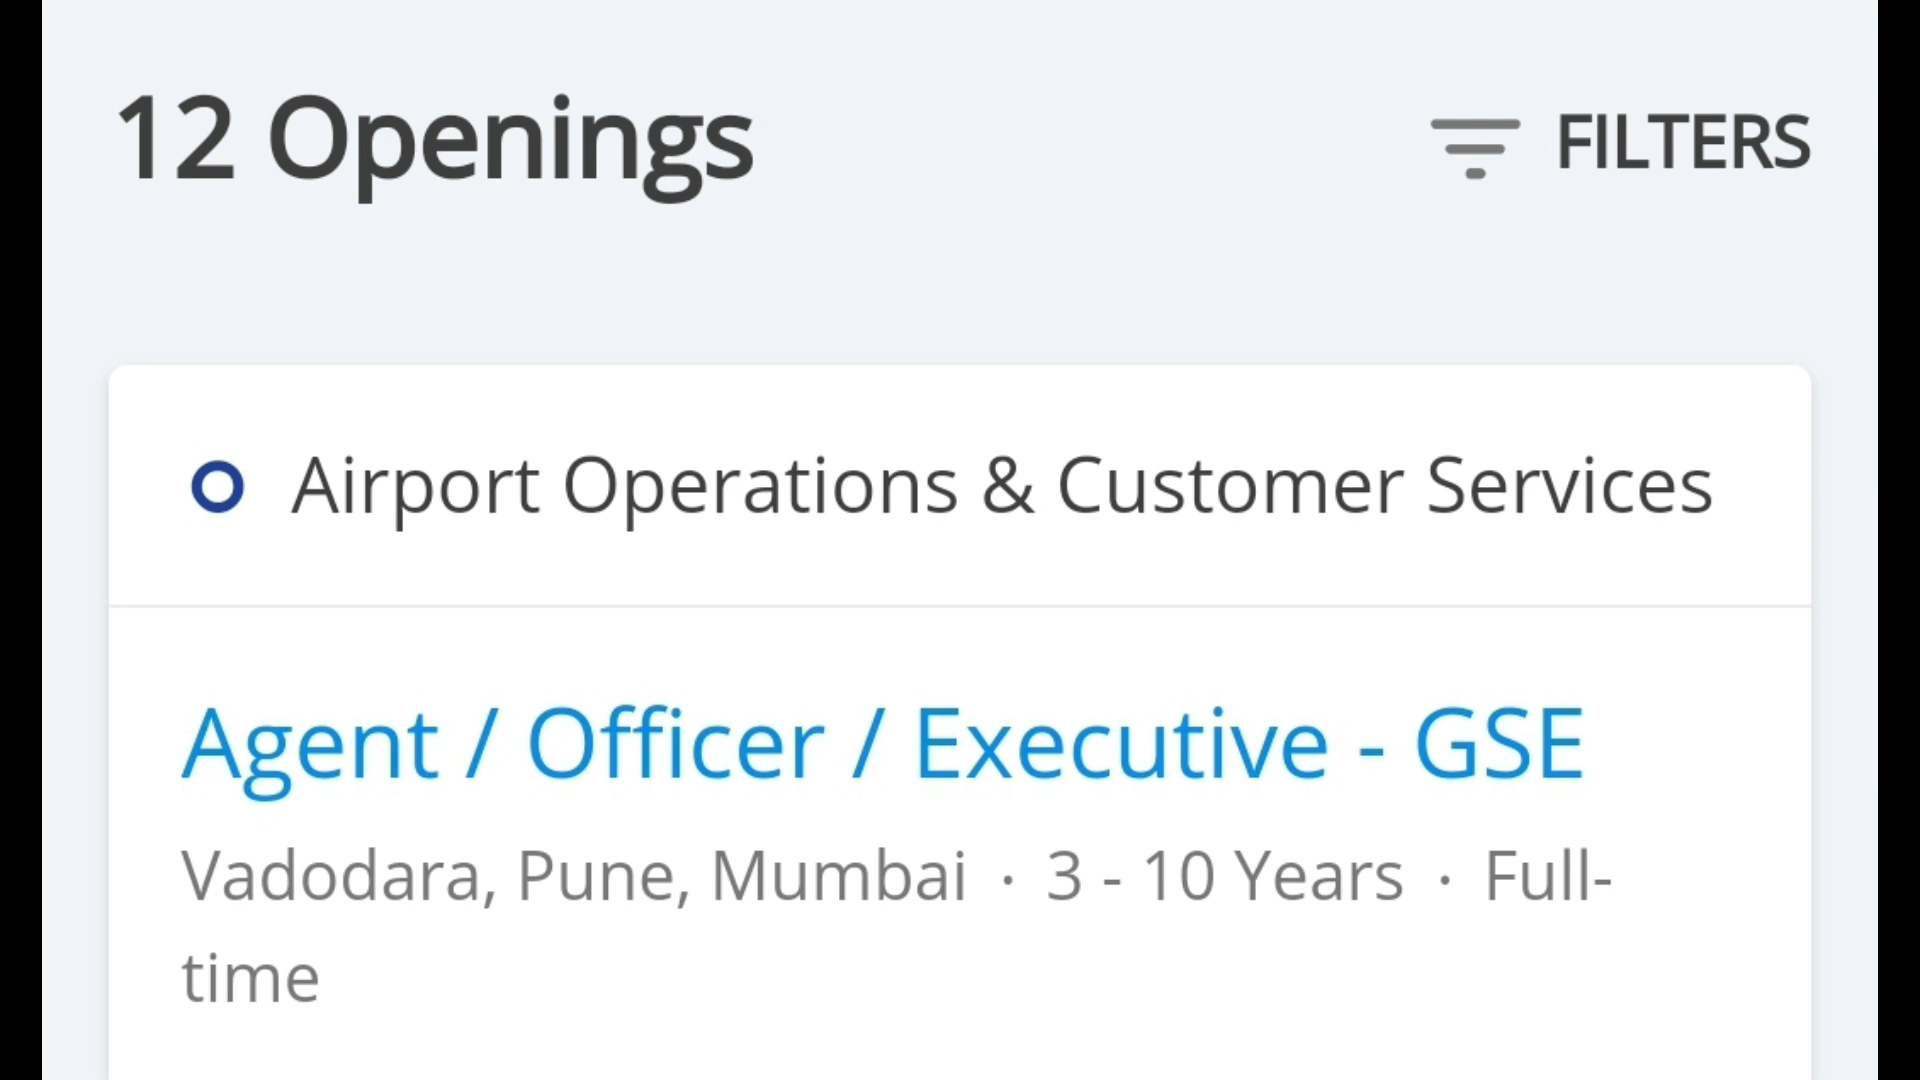 12 Openings
FILTERS
Airport Operations & Customer Services
Agent / Officer / Executive - GSE
Vadodara, Pune, Mumbai · 3 - 10 Years · Full-
time